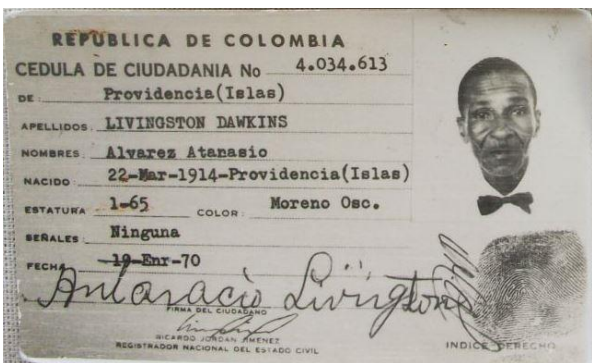 REPUBLICA DE COLOMBIA
CEDULA DE CIUDADANIA No 4.034.613
DE: Providencia(Islas)
APELLIDOS: LIVINGSTON DAWKINS
NOMBRES: Alvarez Atanasio
NACIDO: 22-Mar-1914-Providencia(Islas)
ESTATURA 1-65 COLOR: Moreno Osc.
SEÑALES: Ninguna
FECHA 19-Enr-70
Antaracio Livingston
FIRMA DEL CIUDADANO
RICARDO JORDAN JIMENEZ
REGISTRADOR NACIONAL DEL ESTADO CIVIL
INDICE DERECHO